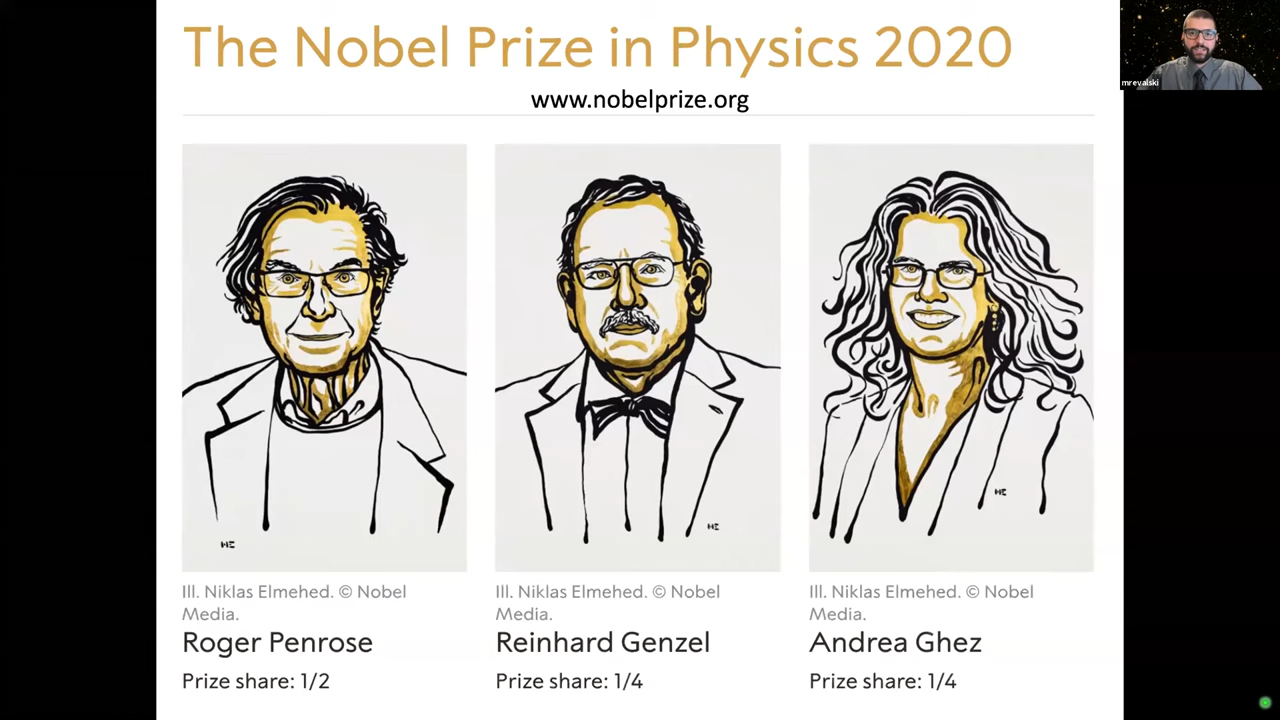 The Nobel Prize in Physics 2020
www.nobelprize.org
mrevalski
Ill. Niklas Elmehed. © Nobel
Media.
Roger Penrose
Prize share: 1/2
Ill. Niklas Elmehed. © Nobel
Media.
Reinhard Genzel
Prize share: 1/4
Ill. Niklas Elmehed. © Nobel
Media.
Andrea Ghez
Prize share: 1/4